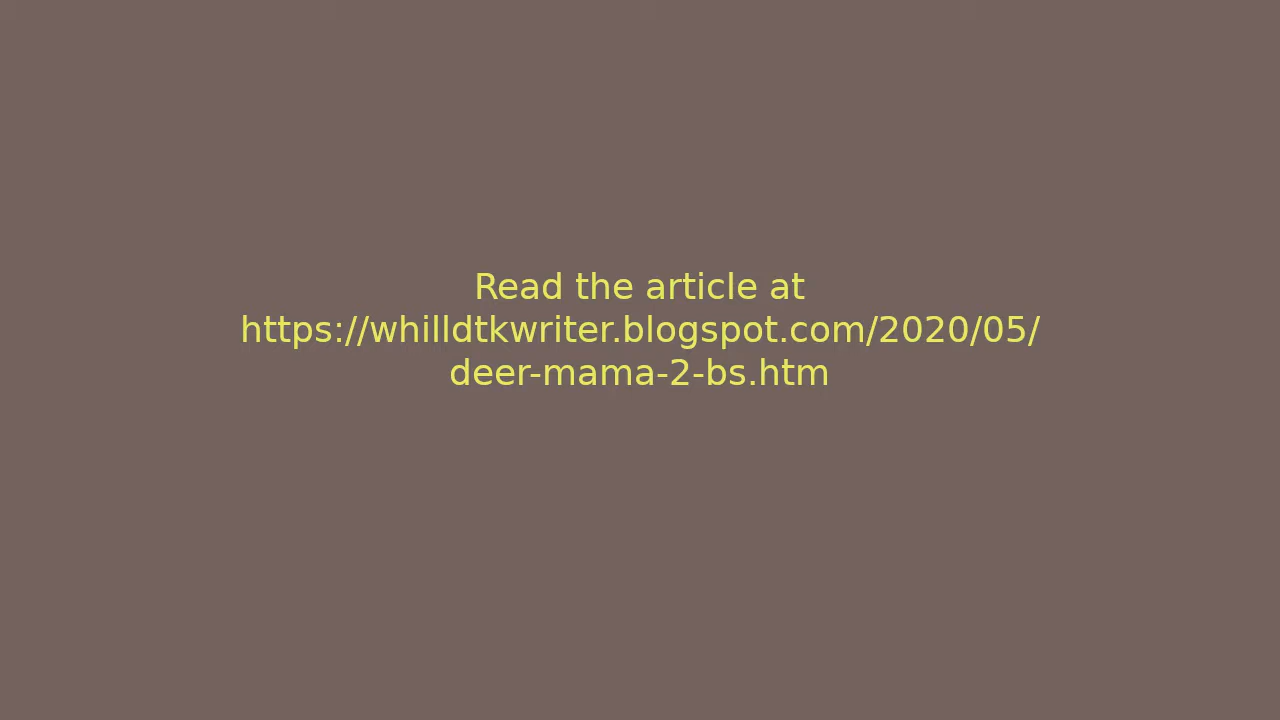 Read the article at
https://whilldtkwriter.blogspot.com/2020/05/
deer-mama-2-bs.htm